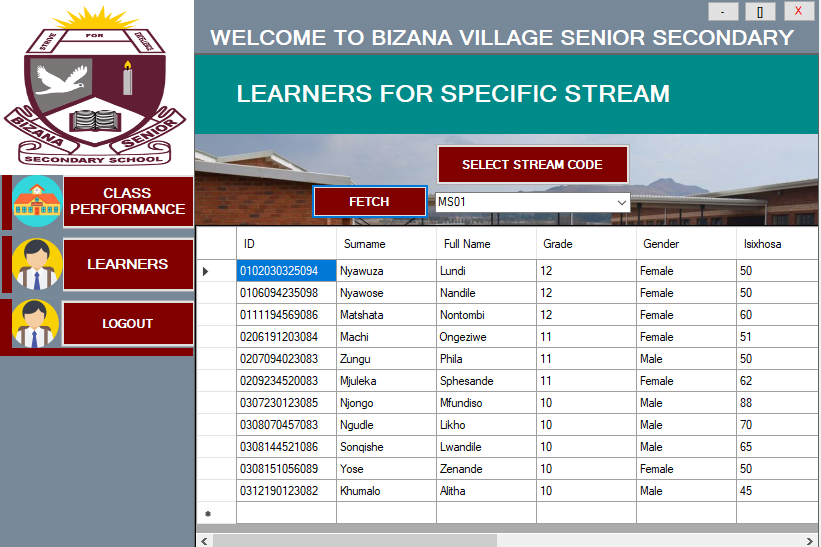 - [] X
WELCOME TO BIZANA VILLAGE SENIOR SECONDARY
STRIVE FOR EXCELLENCE
BIZANA SENIOR
SECONDARY SCHOOL
LEARNERS FOR SPECIFIC STREAM
SELECT STREAM CODE
FETCH MS01
CLASS
PERFORMANCE
LEARNERS
LOGOUT
ID Surname Full Name Grade Gender Isixhosa
0102030325094 Nyawuza Lundi 12 Female 50
0106094235098 Nyawose Nandile 12 Female 50
0111194569086 Matshata Nontombi 12 Female 60
0206191203084 Machi Ongeziwe 11 Female 51
0207094023083 Zungu Phila 11 Male 50
0209234520083 Mjuleka Sphesande 11 Female 62
0307230123085 Njongo Mfundiso 10 Male 88
0308070457083 Ngudle Likho 10 Male 70
0308144521086 Sonqishe Lwandile 10 Male 65
0308151056089 Yose Zenande 10 Female 50
0312190123082 Khumalo Alitha 10 Male 45